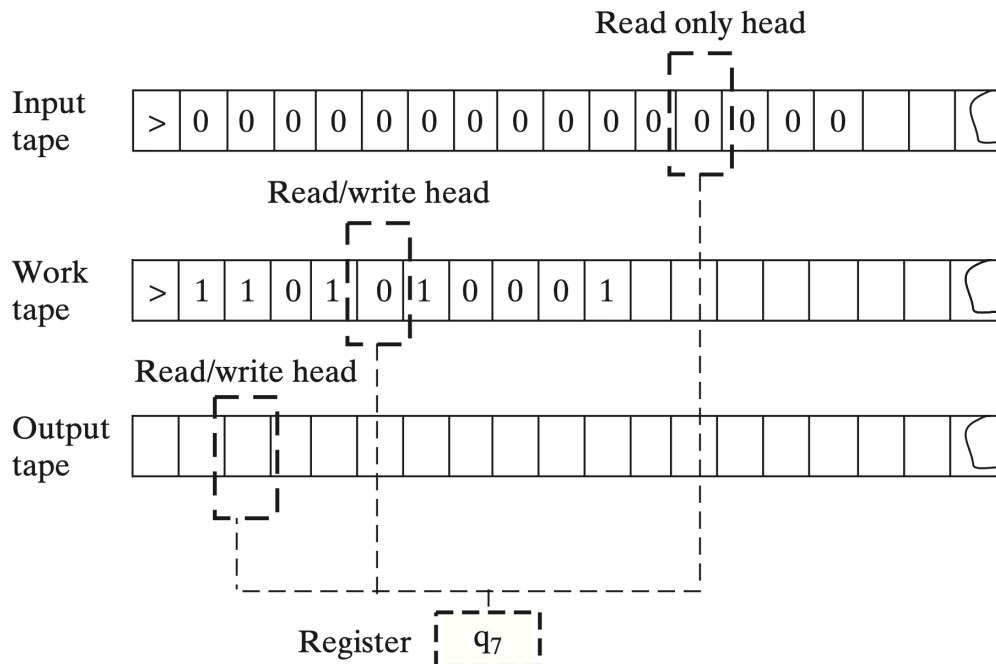 Read only head
Input
tape
> 0 0 0 0 0 0 0 0 0 0 0 0 0 0 0
Read/write head
Work
tape
> 1 1 0 1 0 1 0 0 0 1
Read/write head
Output
tape
Register
q₇